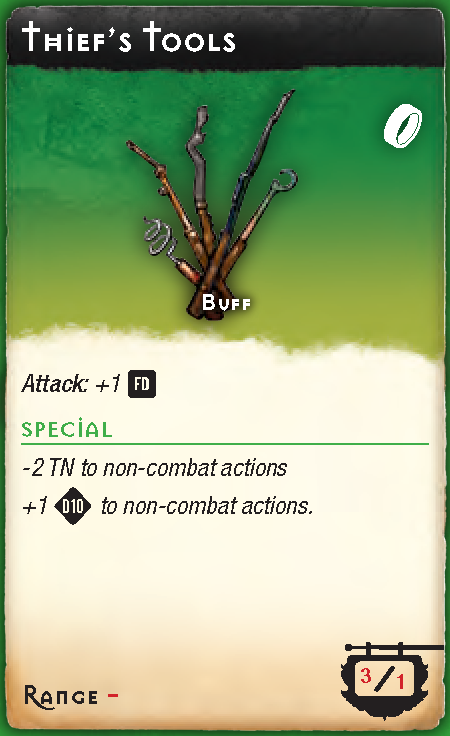 Thief's Tools
Buff
Attack: +1 FD
Special
-2 TN to non-combat actions
+1 D10 to non-combat actions.
Range -
3/1